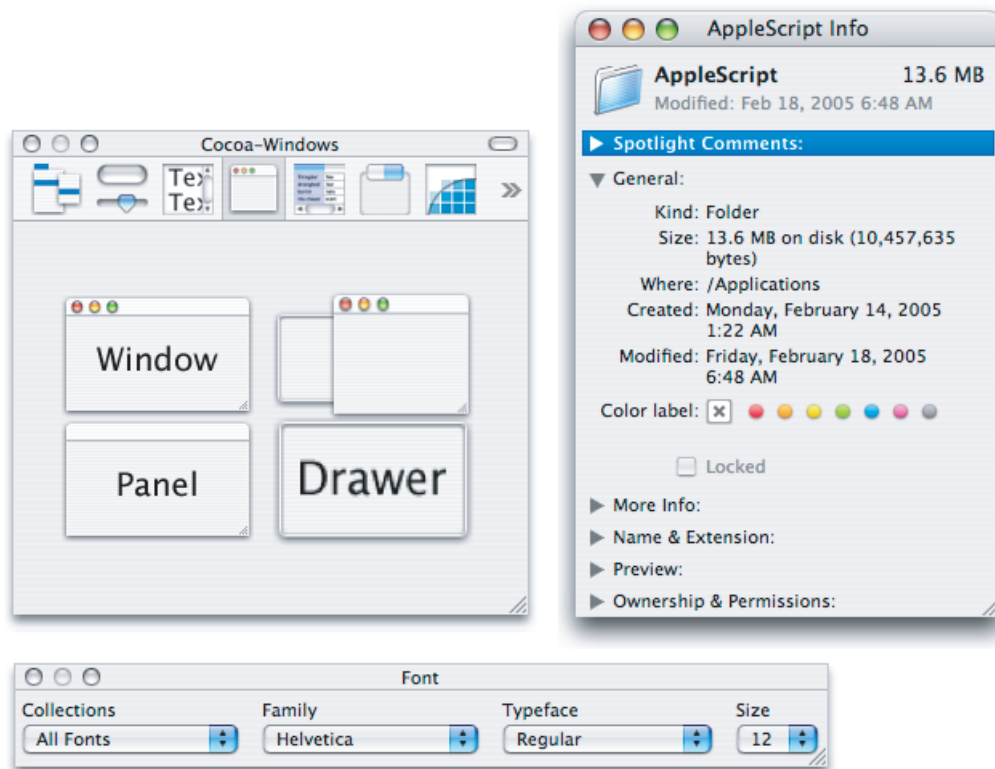 Cocoa-Windows
Tex
Tex
Window
Panel
Drawer
AppleScript Info
AppleScript 13.6 MB
Modified: Feb 18, 2005 6:48 AM
Spotlight Comments:
General:
Kind: Folder
Size: 13.6 MB on disk (10,457,635
bytes)
Where: /Applications
Created: Monday, February 14, 2005
1:22 AM
Modified: Friday, February 18, 2005
6:48 AM
Color label:
Locked
More Info:
Name & Extension:
Preview:
Ownership & Permissions:
Font
Collections Family Typeface Size
All Fonts Helvetica Regular 12